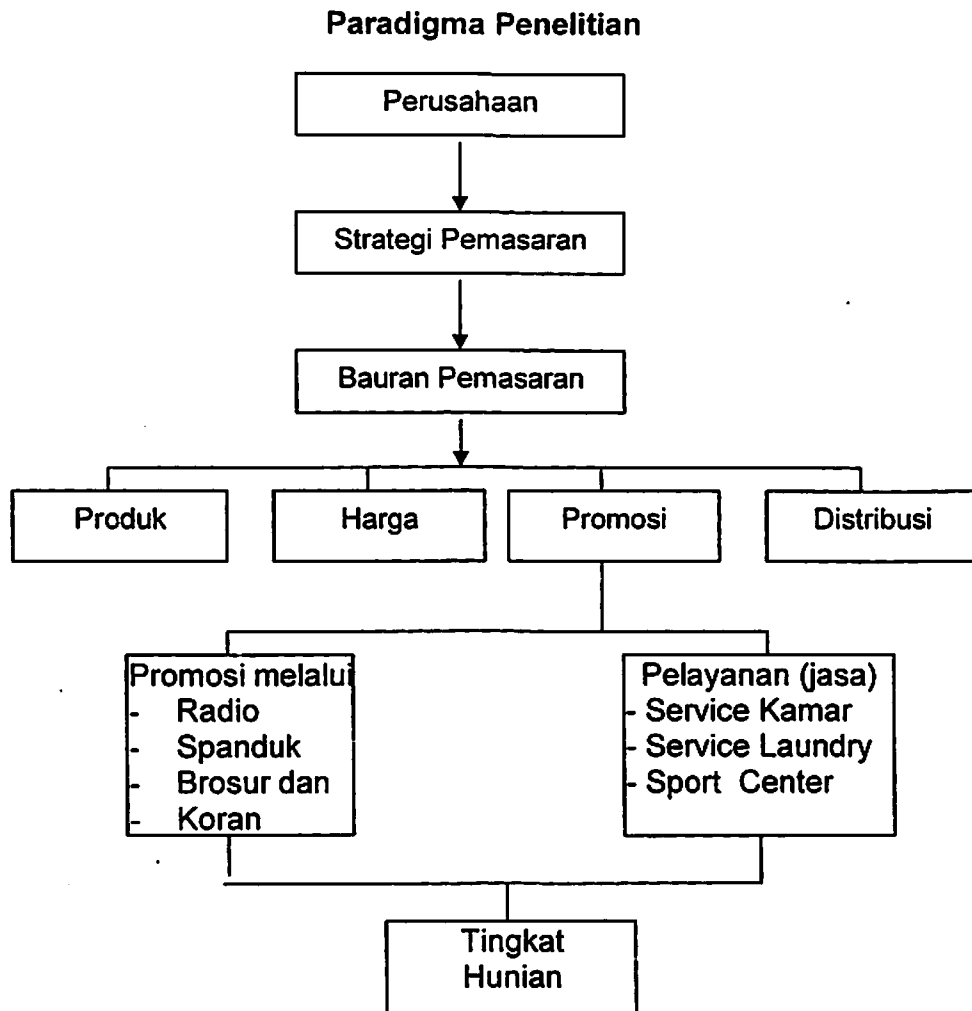 Paradigma Penelitian
Perusahaan
Strategi Pemasaran
Bauran Pemasaran
Produk
Harga
Promosi
Distribusi
Promosi melalui
- Radio
- Spanduk
- Brosur dan
- Koran
Pelayanan (jasa)
- Service Kamar
- Service Laundry
- Sport Center
Tingkat
Hunian